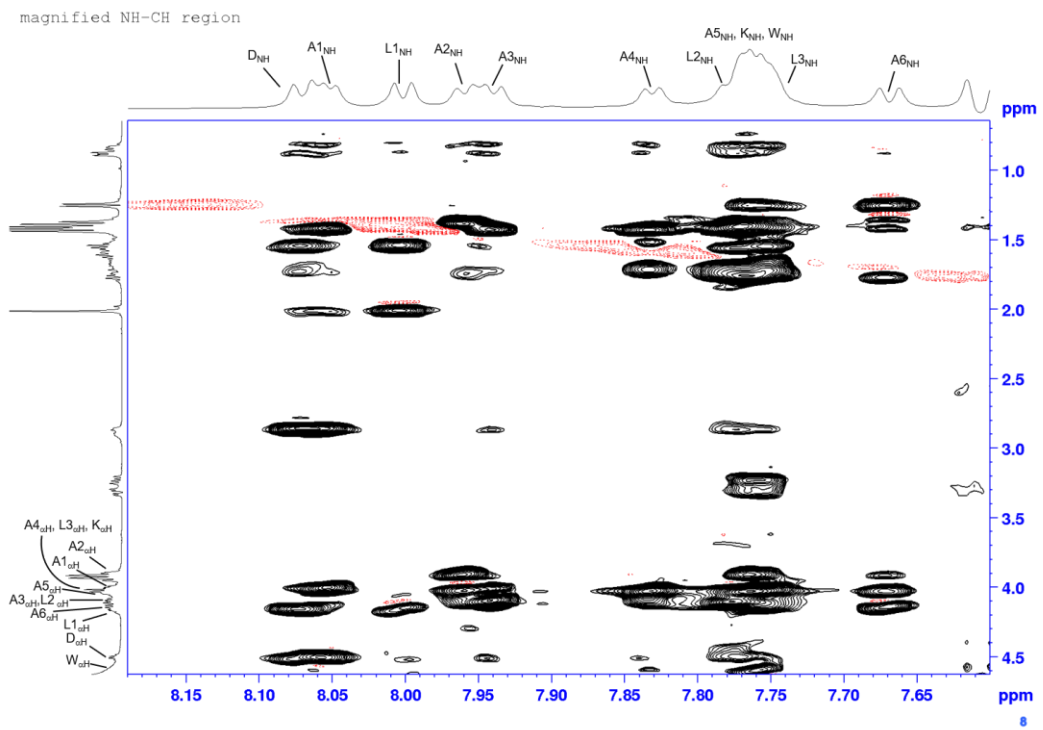 magnified NH-CH region
D_NH
A1_NH
L1_NH
A2_NH
A3_NH
A4_NH
A5_NH, K_NH, W_NH
L2_NH
L3_NH
A6_NH
ppm
1.0
1.5
2.0
2.5
3.0
3.5
4.0
4.5
A4_αH, L3_αH, K_αH
A2_αH
A1_αH
A5_αH
A3_αH,L2_αH
A6_αH
L1_αH
D_αH
W_αH
8.15 8.10 8.05 8.00 7.95 7.90 7.85 7.80 7.75 7.70 7.65 ppm
8